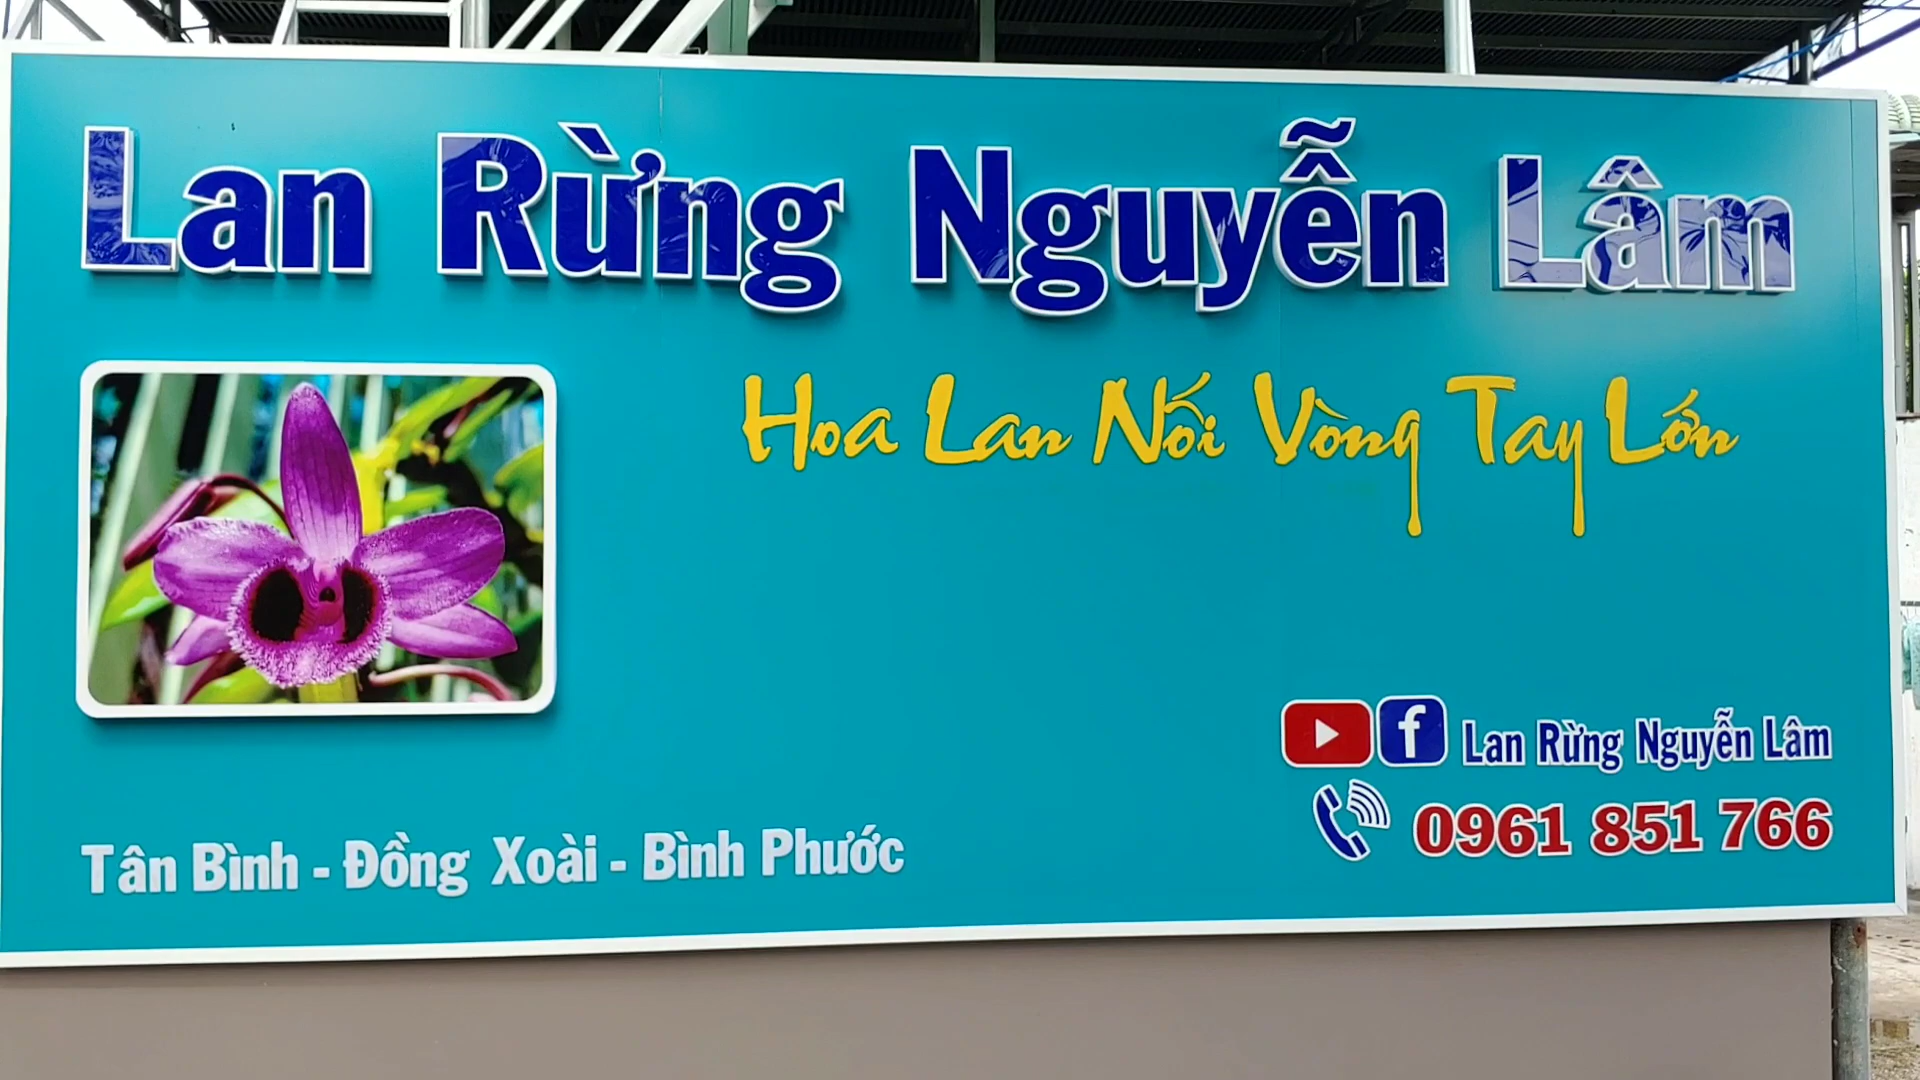 Lan Rừng Nguyễn Lâm
Hoa Lan Nối Vòng Tay Lớn
Lan Rừng Nguyễn Lâm
0961 851 766
Tân Bình - Đồng Xoài - Bình Phước